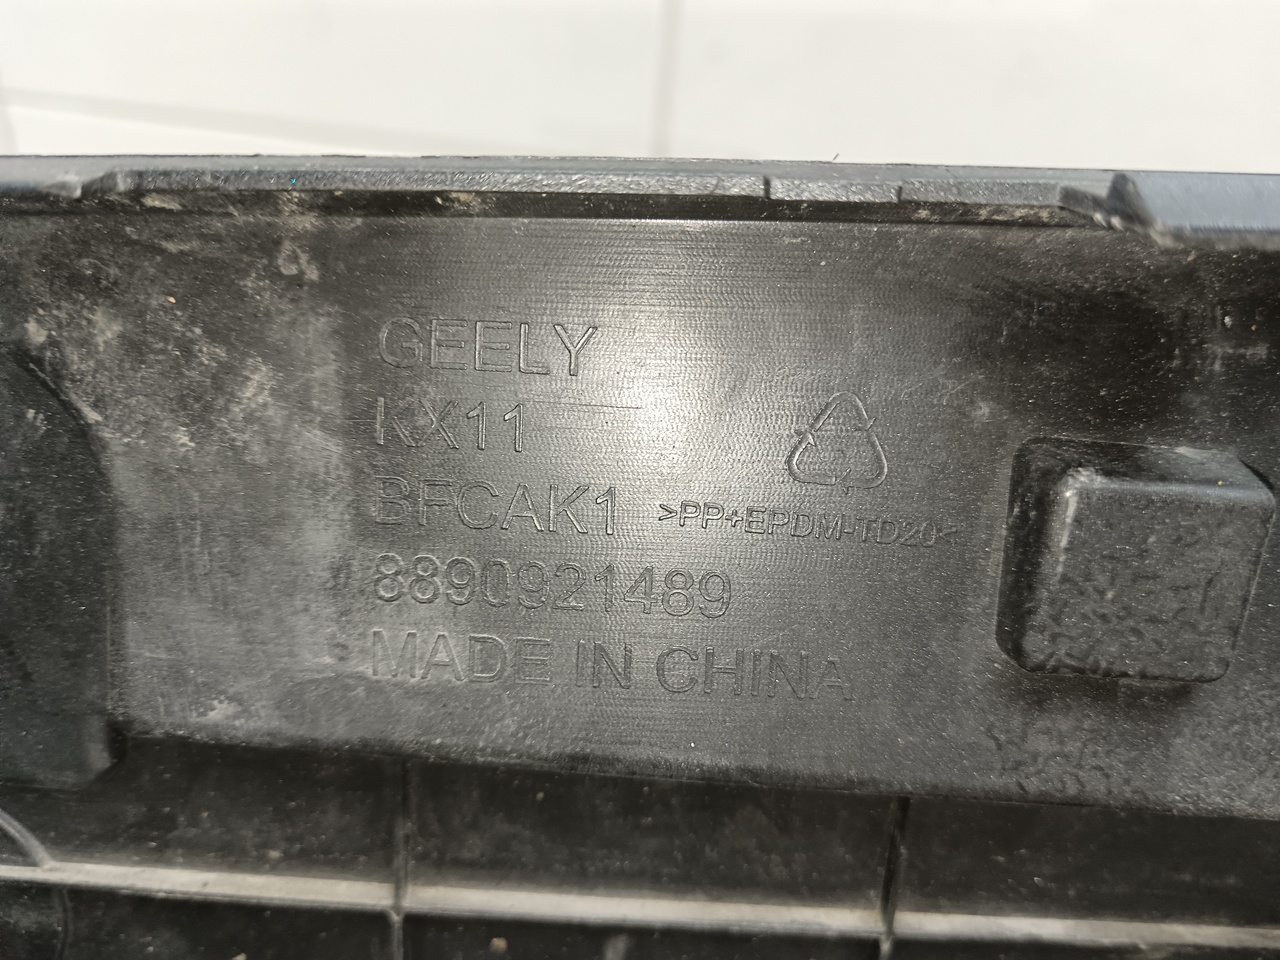 GEELY
KX11
BFCAK1
>PP+EPDM-TD20<
8890921489
MADE IN CHINA